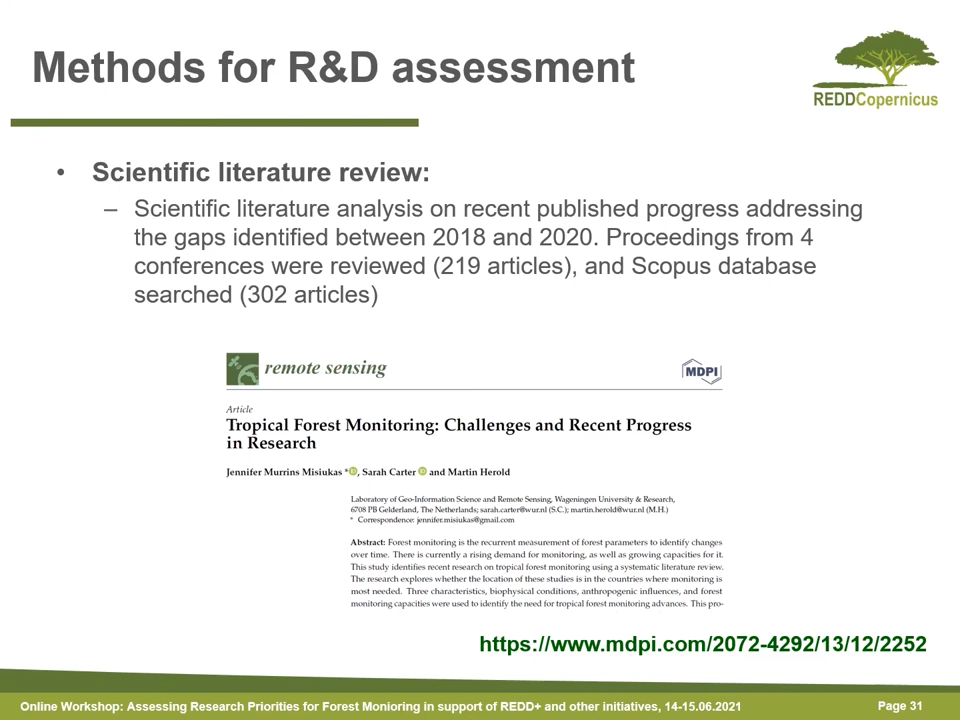 Methods for R&D assessment
REDDCopernicus
• Scientific literature review:
– Scientific literature analysis on recent published progress addressing
the gaps identified between 2018 and 2020. Proceedings from 4
conferences were reviewed (219 articles), and Scopus database
searched (302 articles)
remote sensing
MDPI
Article
Tropical Forest Monitoring: Challenges and Recent Progress
in Research
Jennifer Murrins Misiukas *, Sarah Carter and Martin Herold
Laboratory of Geo-Information Science and Remote Sensing, Wageningen University & Research,
6708 PB Gelderland, The Netherlands; sarah.carter@wur.nl (S.C.); martin.herold@wur.nl (M.H.)
* Correspondence: jennifer.misiukas@gmail.com
Abstract: Forest monitoring is the recurrent measurement of forest parameters to identify changes
over time. There is currently a rising demand for monitoring, as well as growing capacities for it.
This study identifies recent research on tropical forest monitoring using a systematic literature review.
The research explores whether the location of these studies is in the countries where monitoring is
most needed. Three characteristics, biophysical conditions, anthropogenic influences, and forest
monitoring capacities were used to identify the need for tropical forest monitoring advances. This pro-
https://www.mdpi.com/2072-4292/13/12/2252
Online Workshop: Assessing Research Priorities for Forest Monioring in support of REDD+ and other initiatives, 14-15.06.2021
Page 31